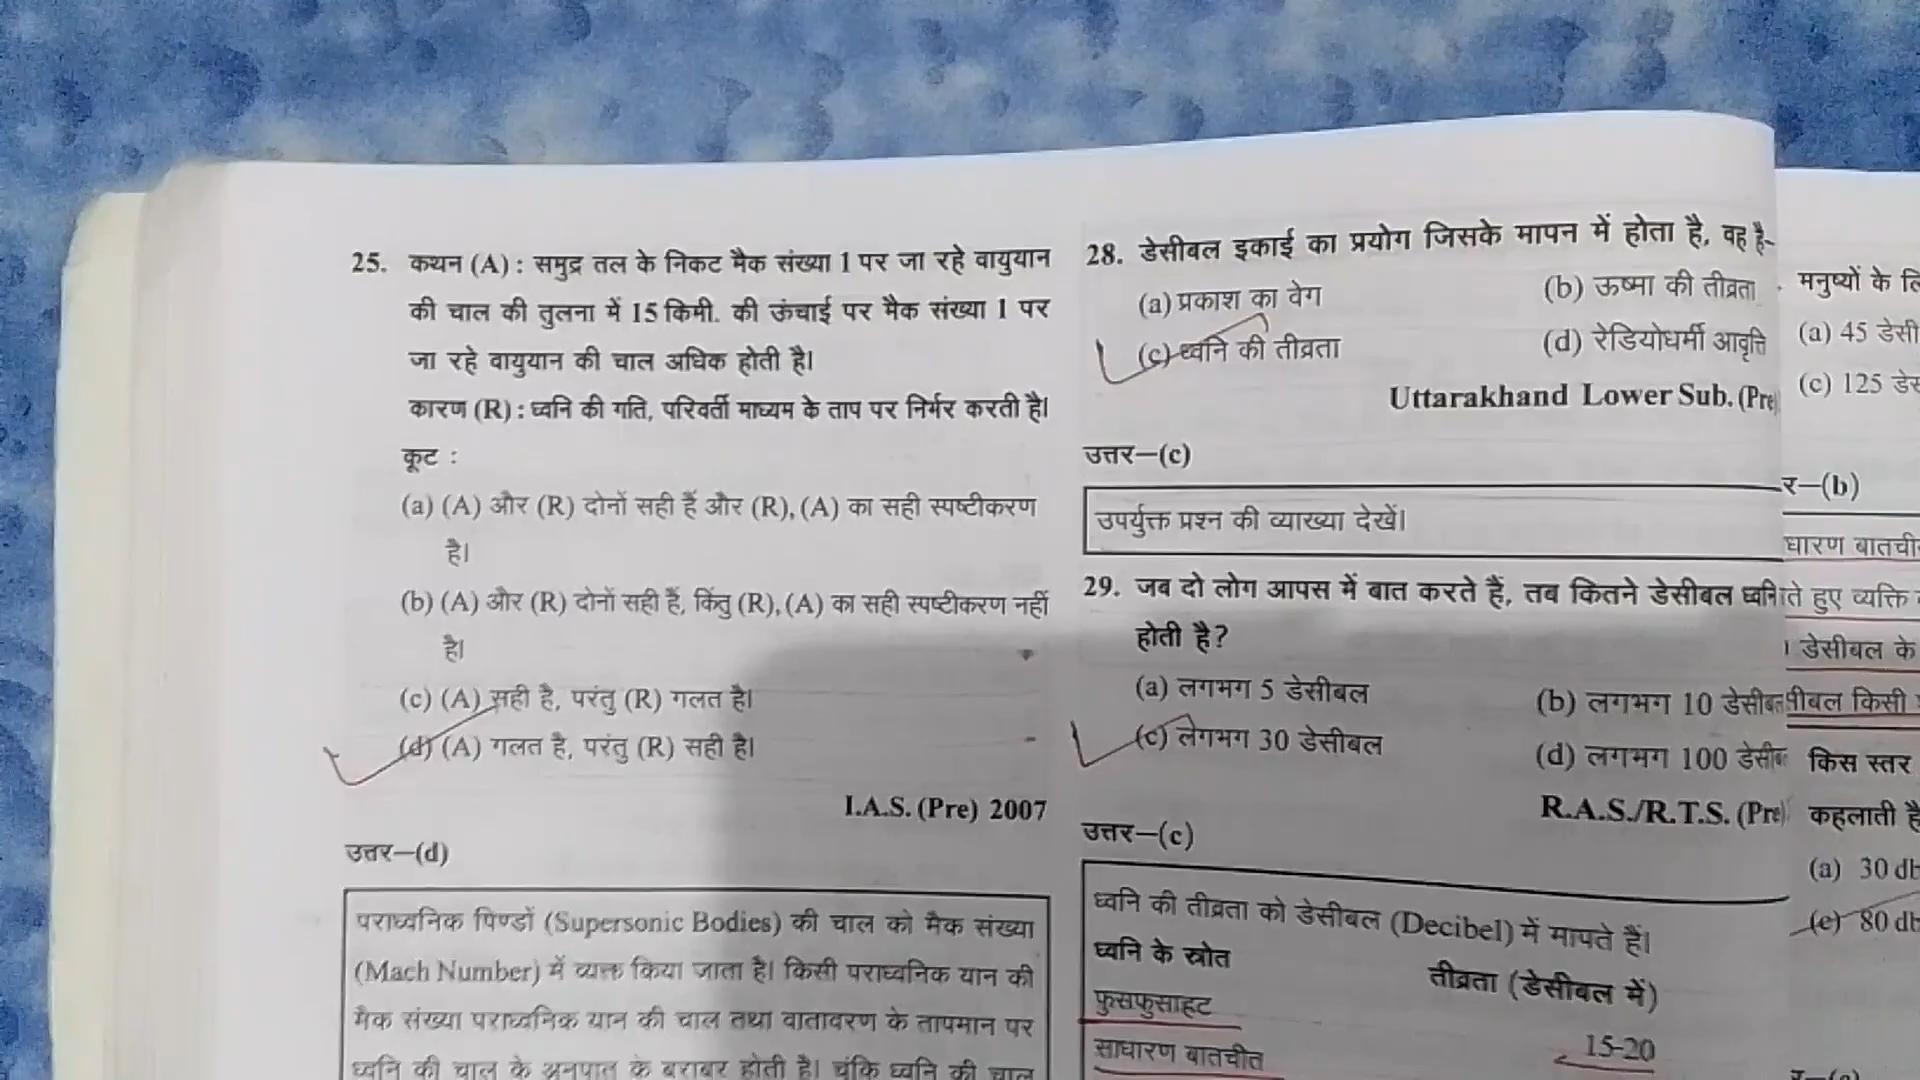 25. कथन (A) : समुद्र तल के निकट मैक संख्या 1 पर जा रहे वायुयान
की चाल की तुलना में 15 किमी. की ऊंचाई पर मैक संख्या 1 पर
जा रहे वायुयान की चाल अधिक होती है।
कारण (R) : ध्वनि की गति, परिवर्ती माध्यम के ताप पर निर्भर करती है।
कूट :
(a) (A) और (R) दोनों सही हैं और (R), (A) का सही स्पष्टीकरण
है।
(b) (A) और (R) दोनों सही हैं, किंतु (R), (A) का सही स्पष्टीकरण नहीं
है।
(c) (A) सही है, परंतु (R) गलत है।
(d) (A) गलत है, परंतु (R) सही है।
I.A.S. (Pre) 2007
उत्तर—(d)
पराध्वनिक पिण्डों (Supersonic Bodies) की चाल को मैक संख्या
(Mach Number) में व्यक्त किया जाता है। किसी पराध्वनिक यान की
मैक संख्या पराध्वनिक यान की चाल तथा वातावरण के तापमान पर
ध्वनि की चाल के अनुपात के बराबर होती है। चूंकि ध्वनि की चाल
28. डेसीबल इकाई का प्रयोग जिसके मापन में होता है, वह है-
(a) प्रकाश का वेग (b) ऊष्मा की तीव्रता
(c) ध्वनि की तीव्रता (d) रेडियोधर्मी आवृत्ति
Uttarakhand Lower Sub. (Pre
उत्तर—(c)
उपर्युक्त प्रश्न की व्याख्या देखें।
29. जब दो लोग आपस में बात करते हैं, तब कितने डेसीबल ध्वनि
होती है?
(a) लगभग 5 डेसीबल (b) लगभग 10 डेसीबल
(c) लगभग 30 डेसीबल (d) लगभग 100 डेसीब
R.A.S./R.T.S. (Pre)
उत्तर—(c)
ध्वनि की तीव्रता को डेसीबल (Decibel) में मापते हैं।
ध्वनि के स्रोत तीव्रता (डेसीबल में)
फुसफुसाहट 15-20
साधारण बातचीत
मनुष्यों के लि
(a) 45 डेसी
(c) 125 डेस
र—(b)
धारण बातची
ते हुए व्यक्ति
डेसीबल के
सीबल किसी
किस स्तर
कहलाती है
(a) 30 db
(e) 80 db